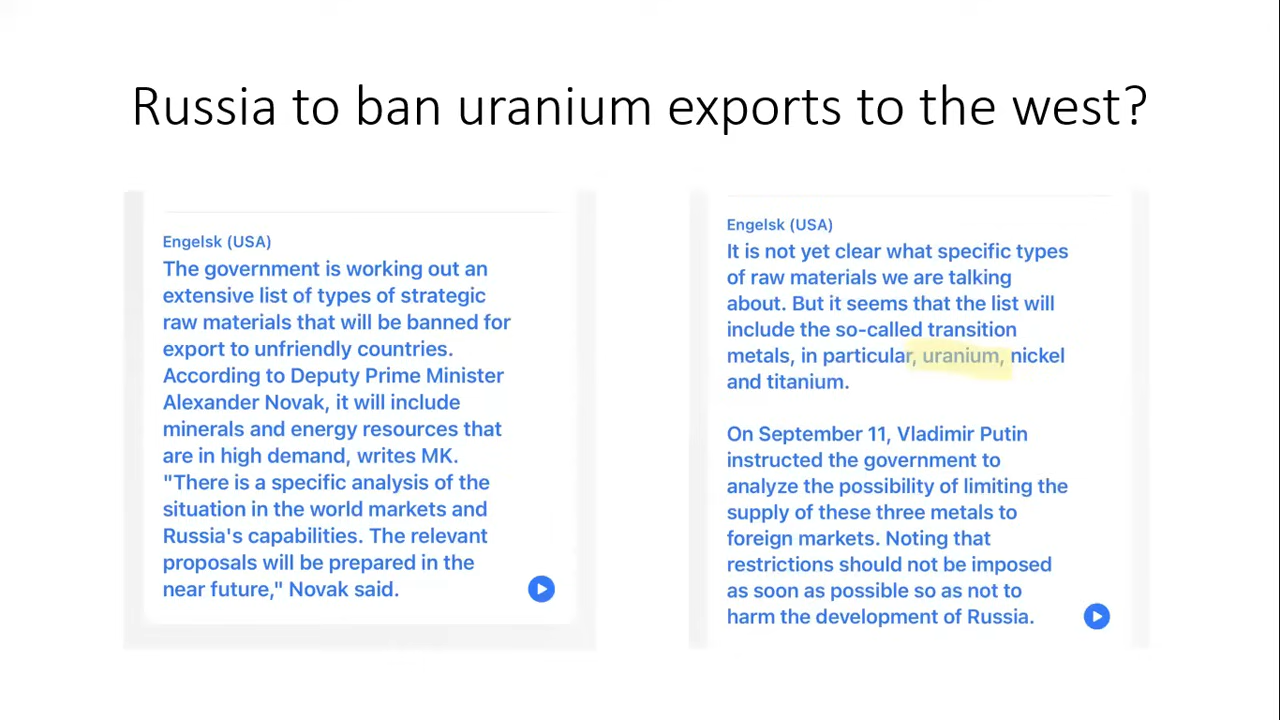 Russia to ban uranium exports to the west?
Engelsk (USA)
The government is working out an
extensive list of types of strategic
raw materials that will be banned for
export to unfriendly countries.
According to Deputy Prime Minister
Alexander Novak, it will include
minerals and energy resources that
are in high demand, writes MK.
"There is a specific analysis of the
situation in the world markets and
Russia's capabilities. The relevant
proposals will be prepared in the
near future," Novak said.
Engelsk (USA)
It is not yet clear what specific types
of raw materials we are talking
about. But it seems that the list will
include the so-called transition
metals, in particular, uranium, nickel
and titanium.
On September 11, Vladimir Putin
instructed the government to
analyze the possibility of limiting the
supply of these three metals to
foreign markets. Noting that
restrictions should not be imposed
as soon as possible so as not to
harm the development of Russia.